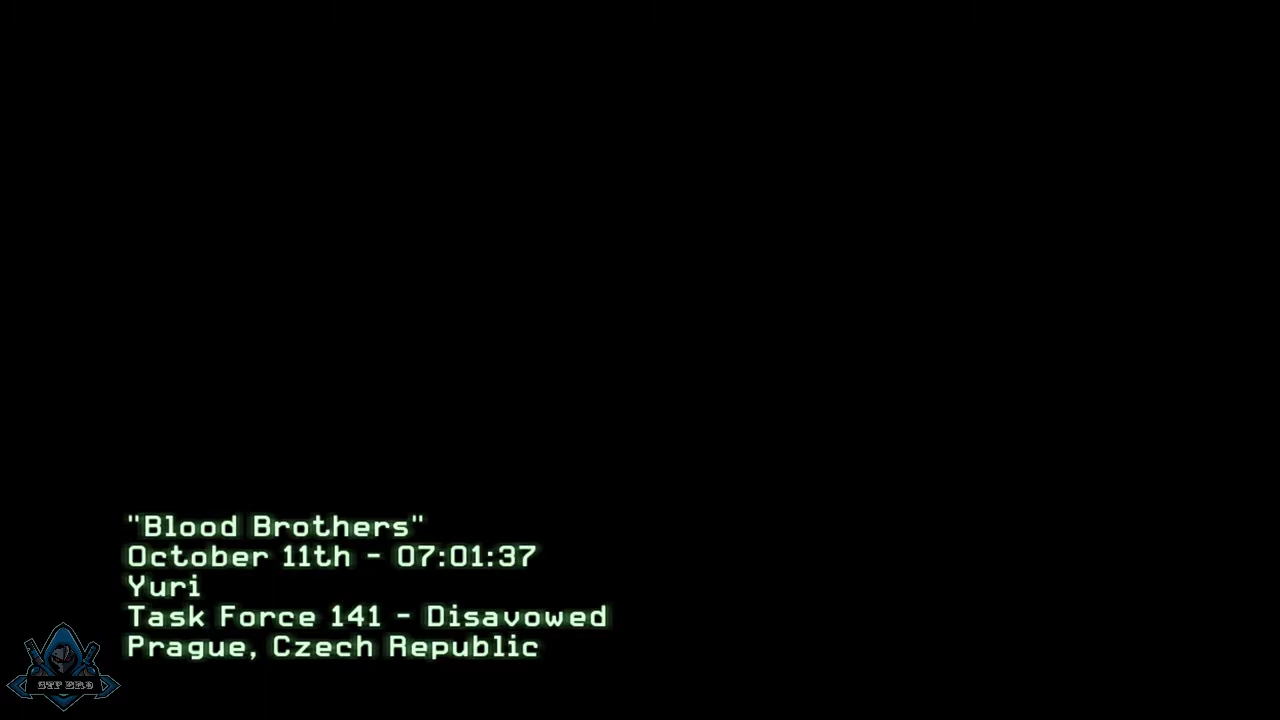 "Blood Brothers"
October 11th - 07:01:37
Yuri
Task Force 141 - Disavowed
Prague, Czech Republic